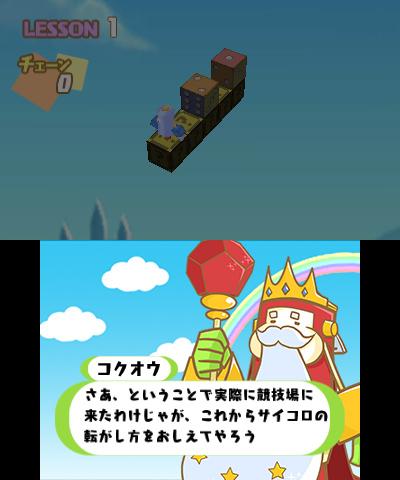 LESSON 1
チェーン
0
コクオウ
さあ、ということで実際に競技場に
来たわけじゃが、これからサイコロの
転がし方をおしえてやろう